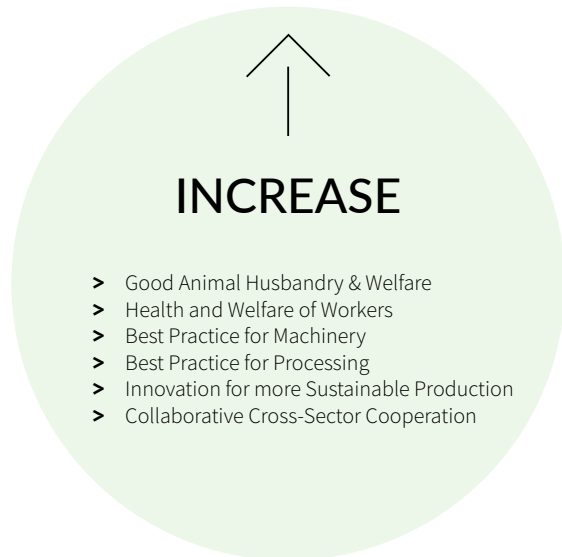 INCREASE
> Good Animal Husbandry & Welfare
> Health and Welfare of Workers
> Best Practice for Machinery
> Best Practice for Processing
> Innovation for more Sustainable Production
> Collaborative Cross-Sector Cooperation